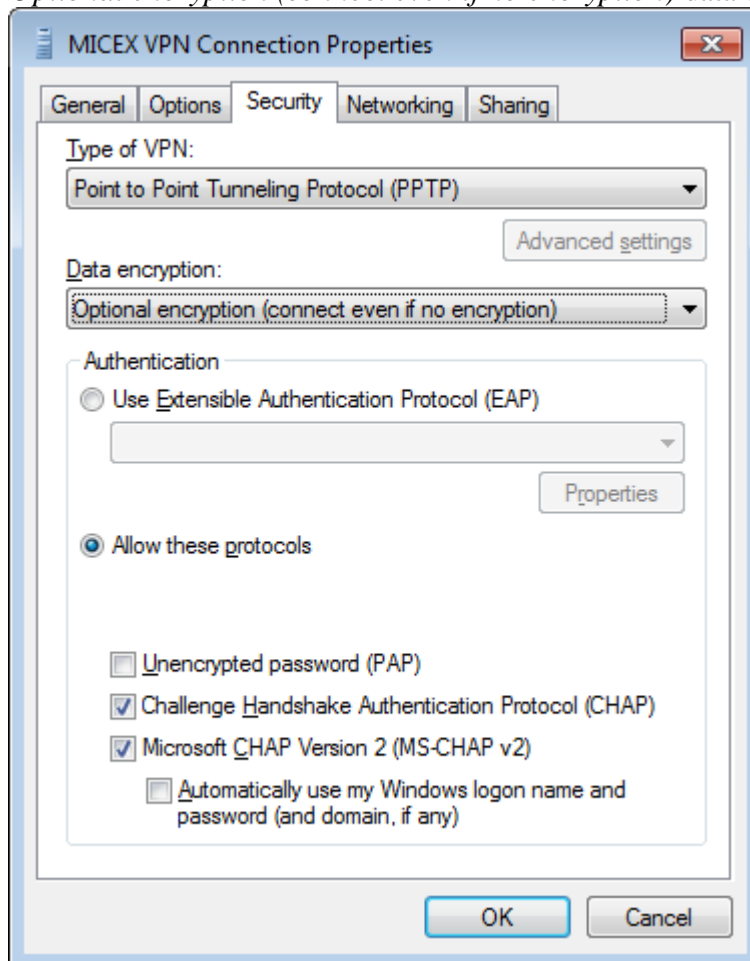 Optional encryption (connect even if no encryption) data
MICEX VPN Connection Properties
General Options Security Networking Sharing
Type of VPN:
Point to Point Tunneling Protocol (PPTP)
Advanced settings
Data encryption:
Optional encryption (connect even if no encryption)
Authentication
Use Extensible Authentication Protocol (EAP)
Properties
Allow these protocols
Unencrypted password (PAP)
Challenge Handshake Authentication Protocol (CHAP)
Microsoft CHAP Version 2 (MS-CHAP v2)
Automatically use my Windows logon name and
password (and domain, if any)
OK Cancel